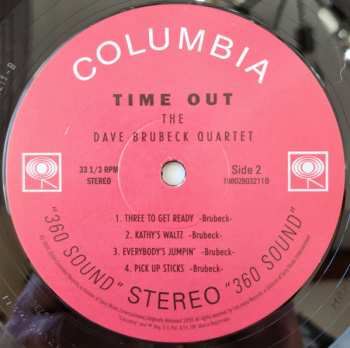 COLUMBIA
TIME OUT
THE
DAVE BRUBECK QUARTET
33 1/3 RPM
STEREO
Side 2
1. THREE TO GET READY -Brubeck-
2. KATHY'S WALTZ -Brubeck-
3. EVERYBODY'S JUMPIN' -Brubeck-
4. PICK UP STICKS -Brubeck-
"360 SOUND" STEREO "360 SOUND"